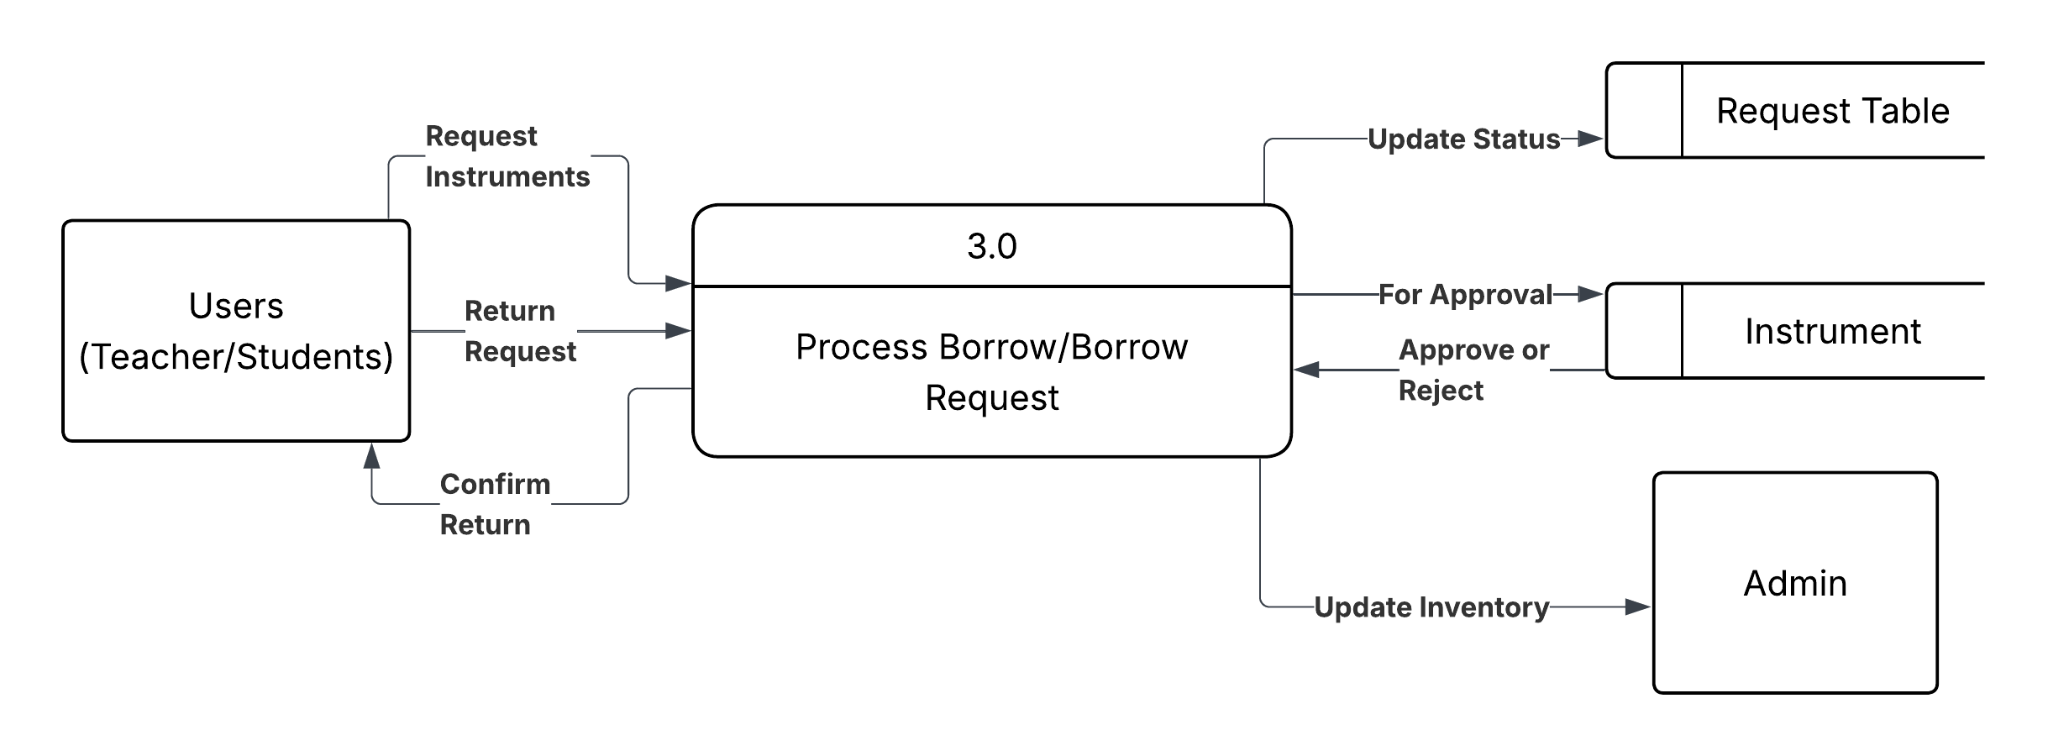 Request
Instruments
Update Status
Request Table
3.0
Users
(Teacher/Students)
Return
Request
Process Borrow/Borrow
Request
For Approval
Instrument
Approve or
Reject
Confirm
Return
Update Inventory
Admin